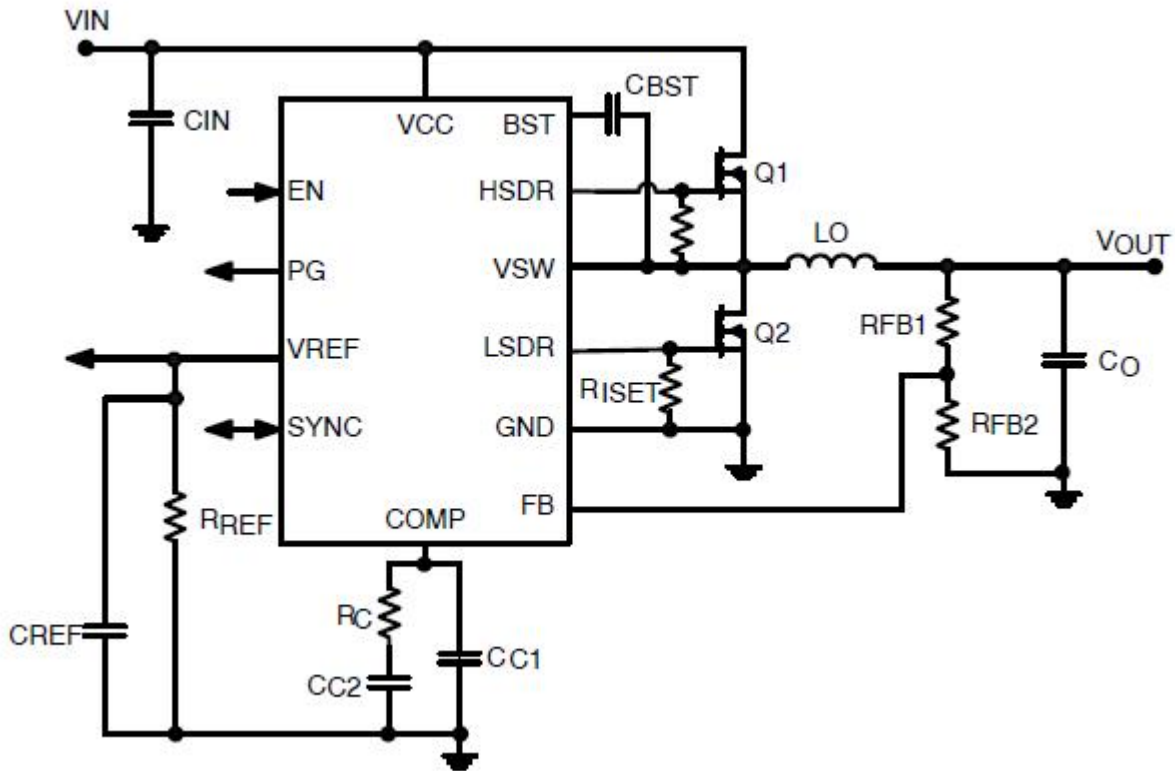 VIN
CBST
CIN
VCC
BST
EN
HSDR
Q1
LO
VOUT
PG
VSW
VREF
LSDR
Q2
RFB1
CO
RISET
SYNC
GND
RFB2
FB
COMP
RREF
RC
CREF
CC1
CC2